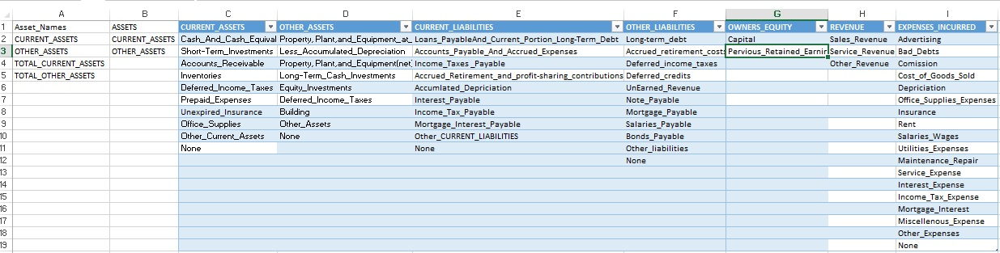 A B C D E F G H I
1 Asset_Names ASSETS CURRENT_ASSETS OTHER_ASSETS CURRENT_LIABILITIES OTHER_LIABILITIES OWNERS_EQUITY REVENUE EXPENSES_INCURRED
2 CURRENT_ASSETS CURRENT_ASSETS Cash_And_Cash_Equival Property, Plant,and_Equipment_at_ Loans_PayableAnd_Current_Portion_Long-Term_Debt Long-term_debt Capital Sales_Revenue Advertising
3 OTHER_ASSETS OTHER_ASSETS Short-Term_Investments Less_Accumulated_Depreciation Accounts_Payable_And_Accrued_Expenses Accrued_retirement_costs Pervious_Retained_Earnin Service_Revenue Bad_Debts
4 TOTAL_CURRENT_ASSETS Accounts_Receivable Property, Plant,and_Equipment(net) Income_Taxes_Payable Deferred_income_taxes Other_Revenue Comission
5 TOTAL_OTHER_ASSETS Inventories Long-Term_Cash_Investments Accrued_Retirement_and_profit-sharing_contributions Deferred_credits Cost_of_Goods_Sold
6 Deferred_Income_Taxes Equity_Investments Accumlated_Depriciation UnEarned_Revenue Depriciation
7 Prepaid_Expenses Deferred_Income_Taxes Interest_Payable Note_Payable Office_Supplies_Expenses
8 Unexpired_Insurance Building Income_Tax_Payable Mortgage_Payable Insurance
9 Office_Supplies Other_Assets Mortgage_Interest_Payable Salaries_Payable Rent
10 Other_Current_Assets None Other_CURRENT_LIABILITIES Bonds_Payable Salaries_Wages
11 None None Other_liabilities Utilities_Expenses
12 None Maintenance_Repair
13 Service_Expense
14 Interest_Expense
15 Income_Tax_Expense
16 Mortgage_Interest
17 Miscellenous_Expense
18 Other_Expenses
19 None